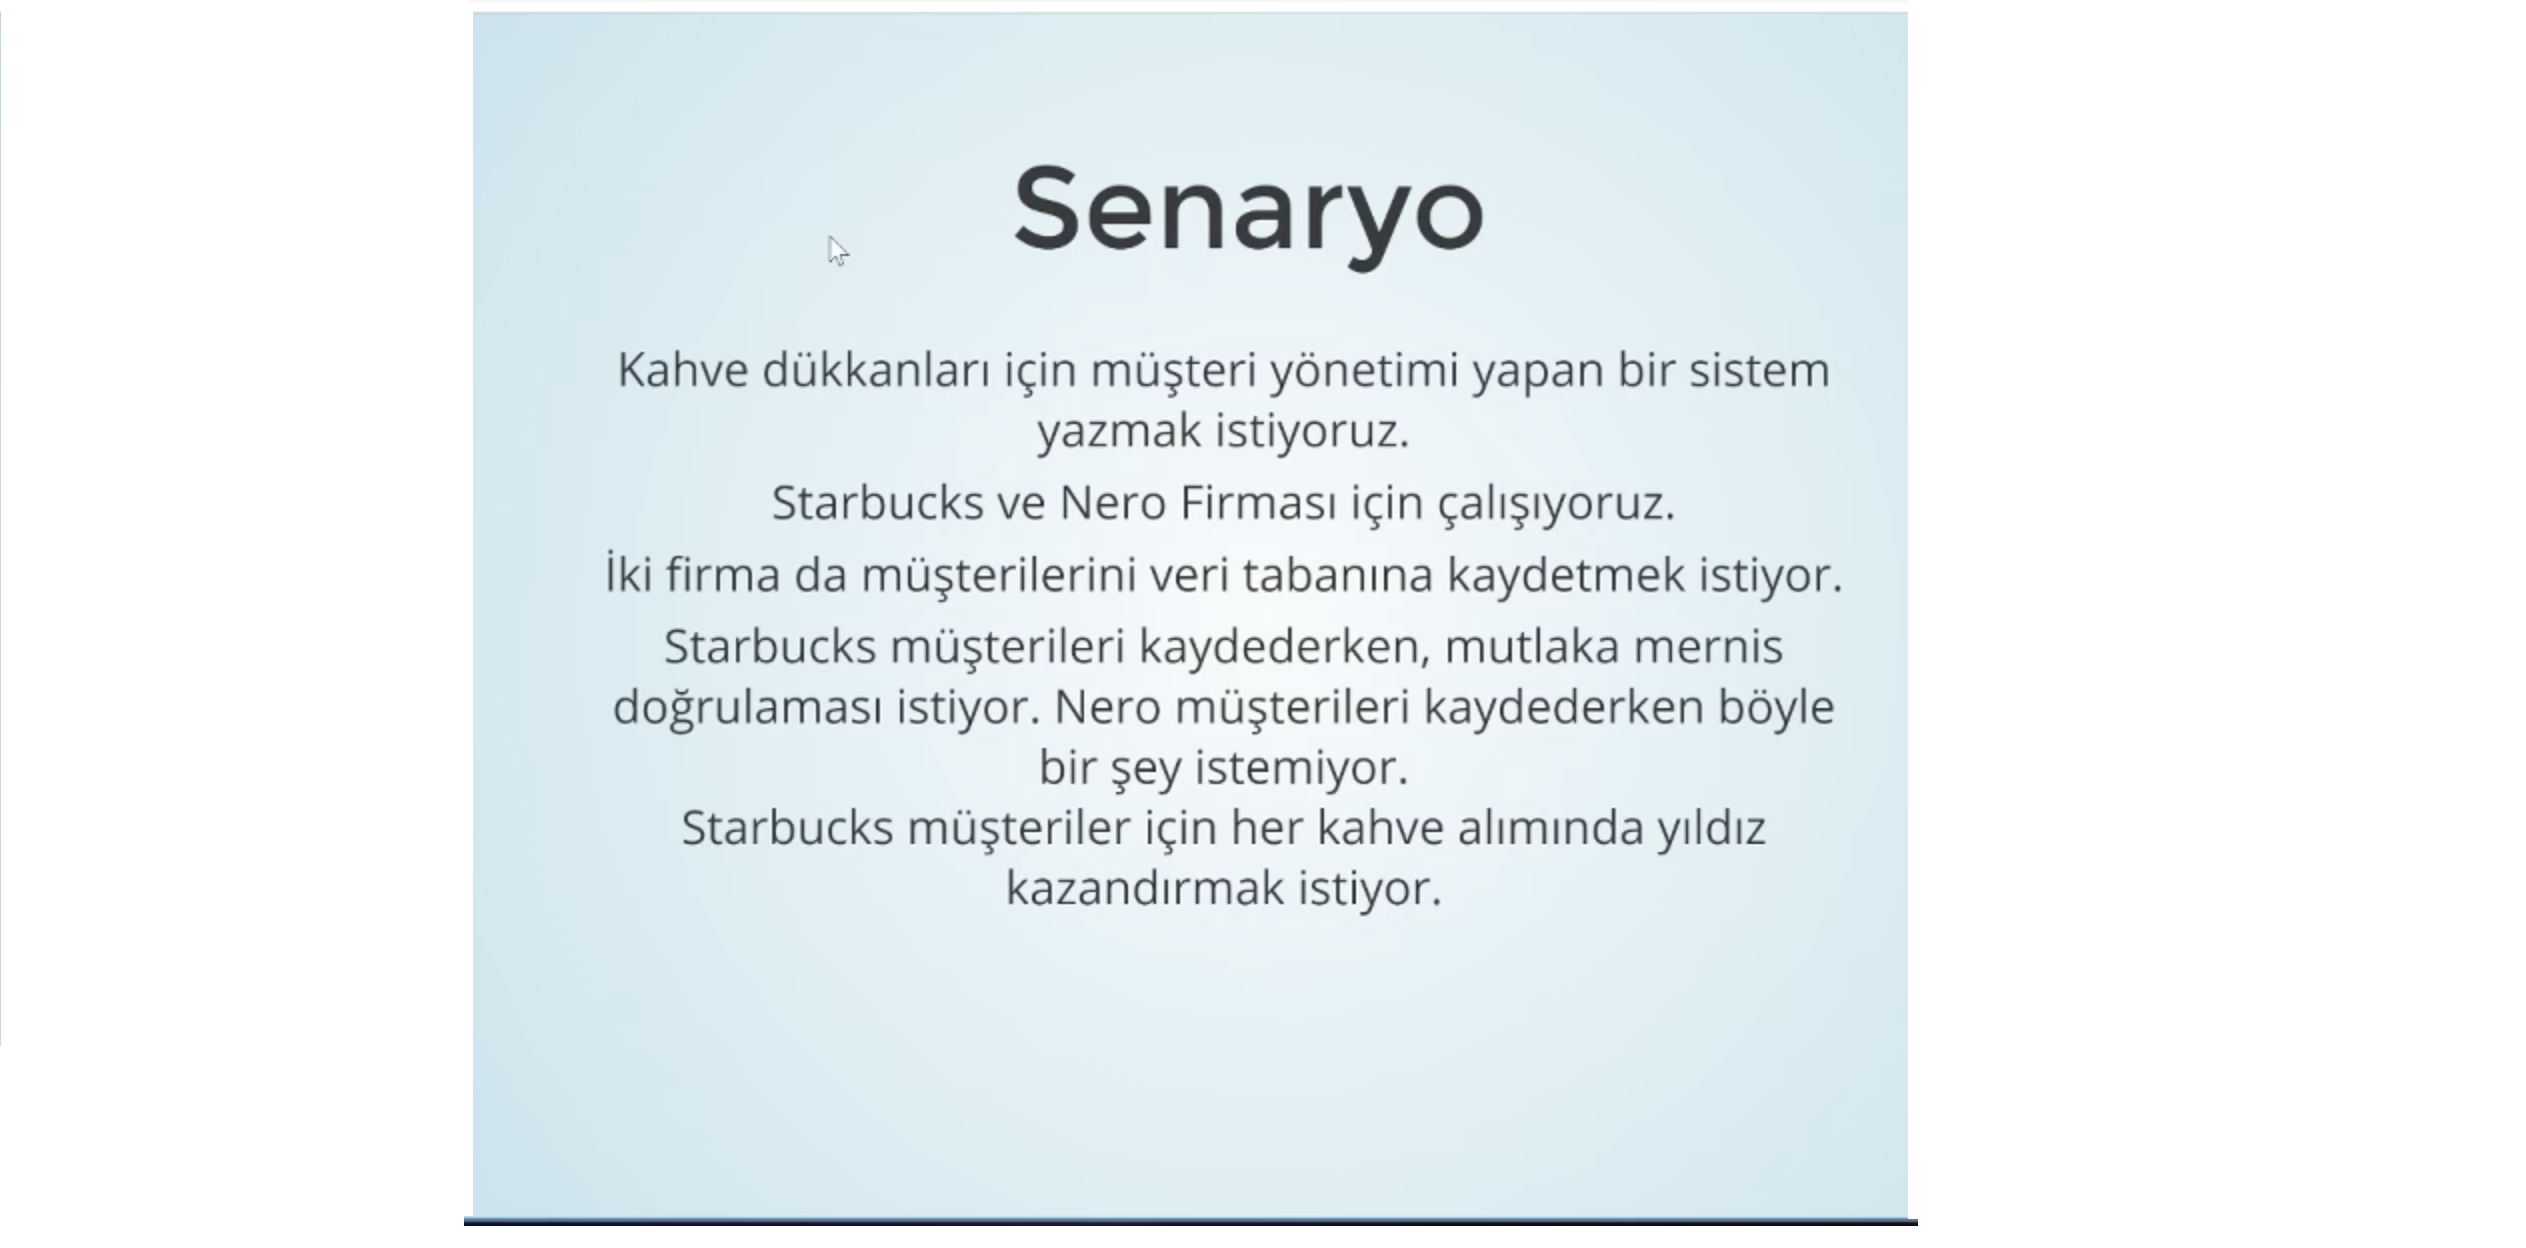 Senaryo
Kahve dükkanları için müşteri yönetimi yapan bir sistem
yazmak istiyoruz.
Starbucks ve Nero Firması için çalışıyoruz.
İki firma da müşterilerini veri tabanına kaydetmek istiyor.
Starbucks müşterileri kaydederken, mutlaka mernis
doğrulaması istiyor. Nero müşterileri kaydederken böyle
bir şey istemiyor.
Starbucks müşteriler için her kahve alımında yıldız
kazandırmak istiyor.